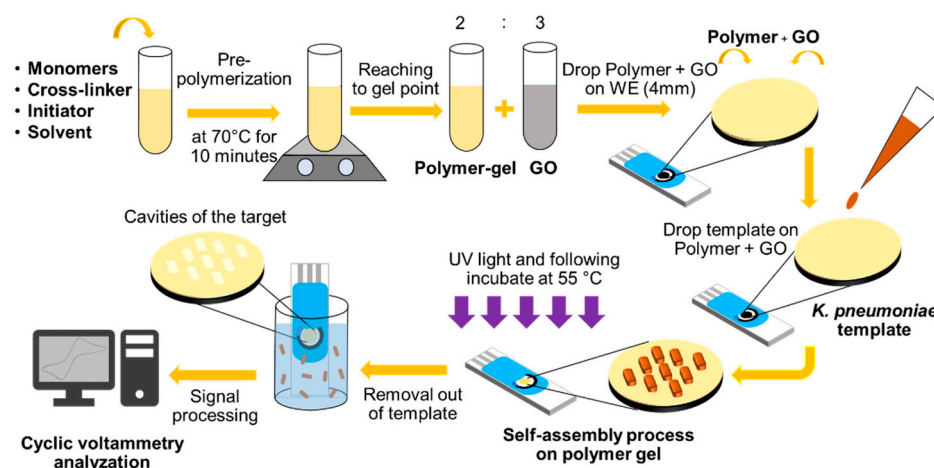 2 : 3
Polymer + GO
• Monomers
• Cross-linker
• Initiator
• Solvent
Pre-
polymerization
at 70°C for
10 minutes
Reaching
to gel point
Polymer-gel
GO
Drop Polymer + GO
on WE (4mm)
Drop template on
Polymer + GO
K. pneumoniae
template
UV light and following
incubate at 55 °C
Self-assembly process
on polymer gel
Removal out
of template
Cavities of the target
Signal
processing
Cyclic voltammetry
analyzation